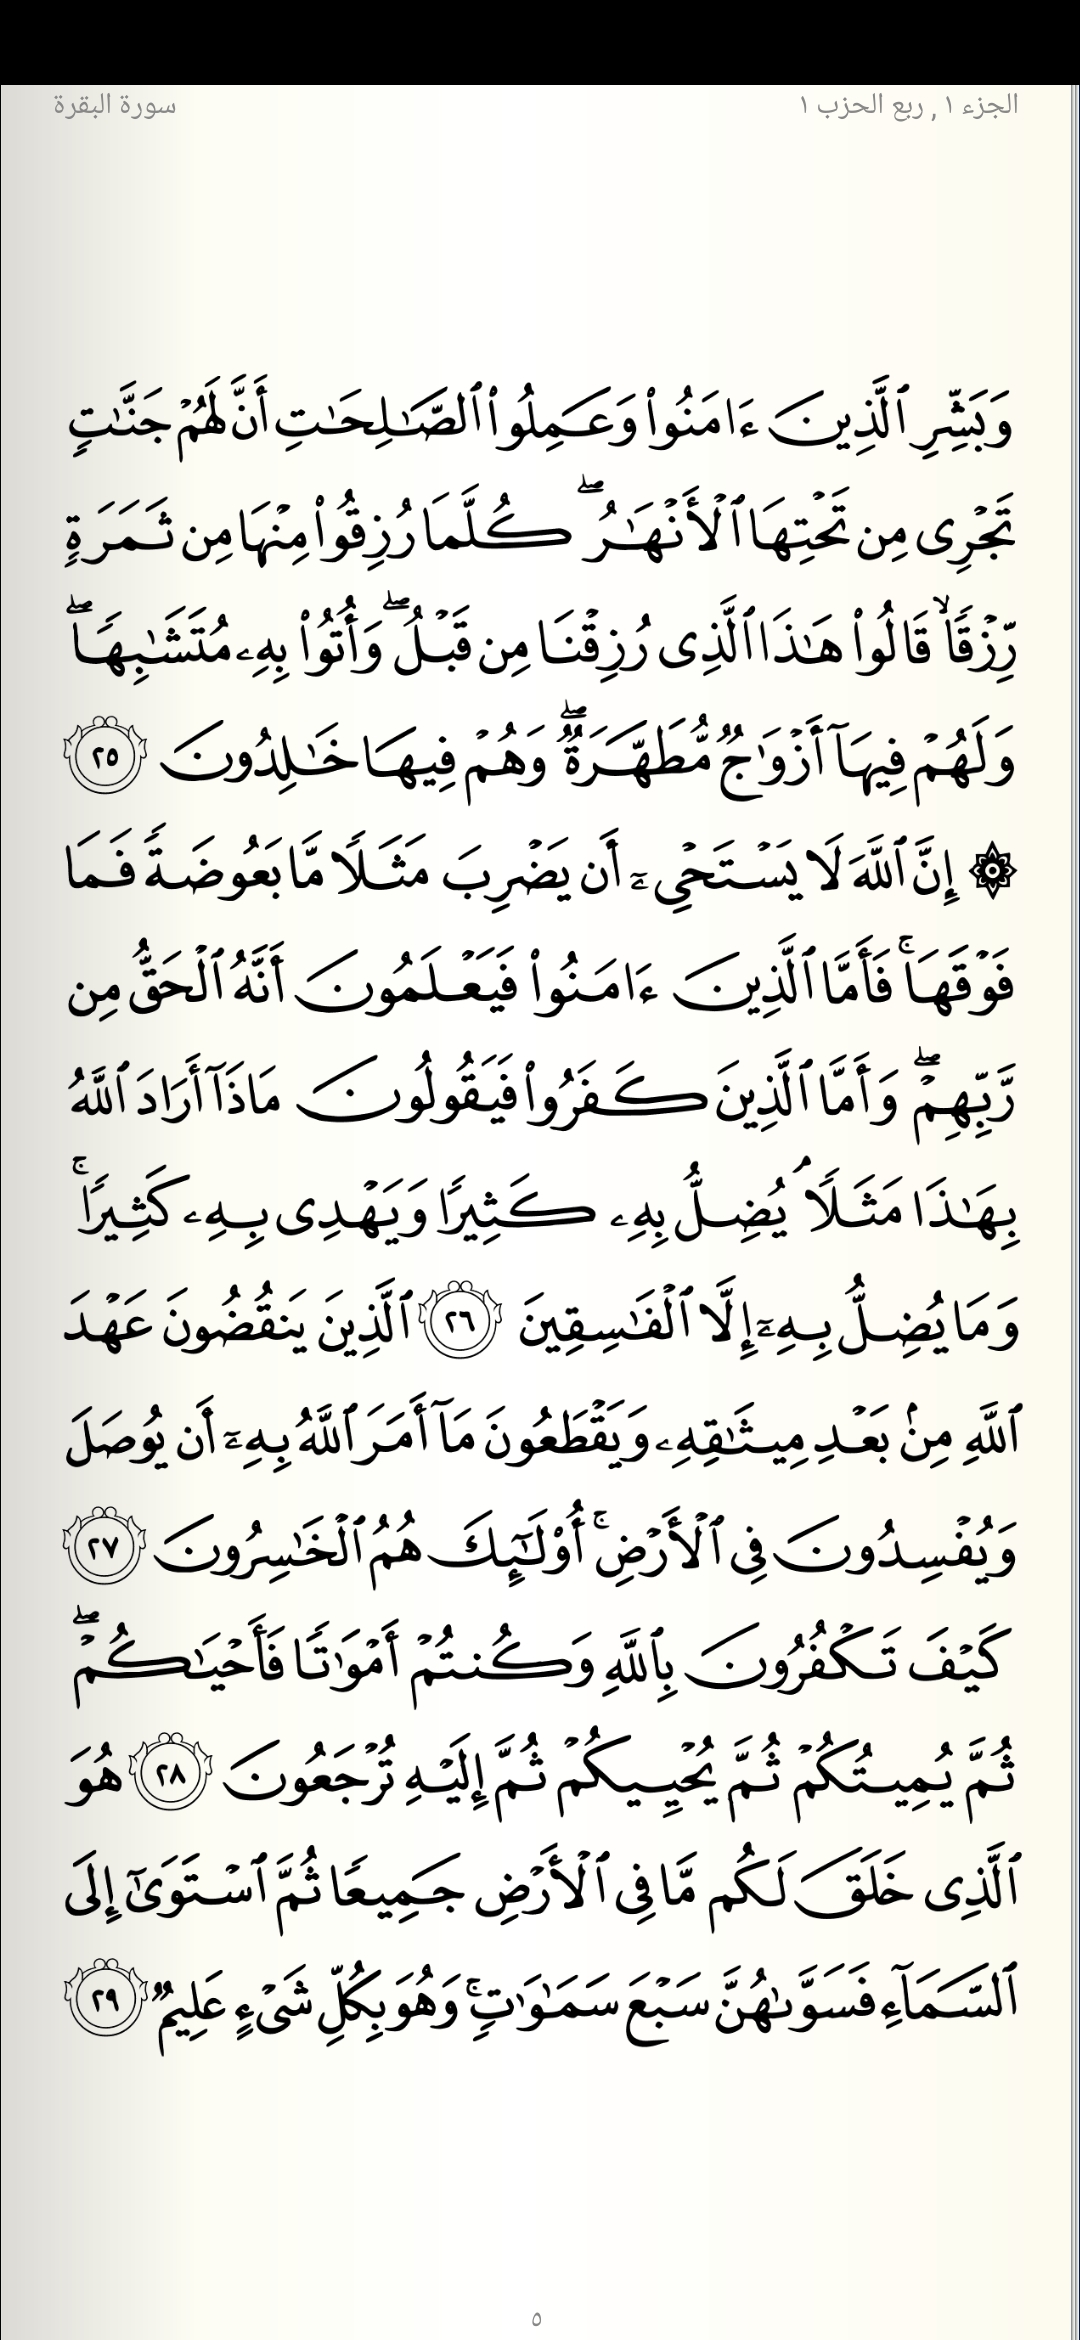 الجزء ١ , ربع الحزب ١
سورة البقرة
وَبَشِّرِ ٱلَّذِينَ ءَامَنُوا۟ وَعَمِلُوا۟ ٱلصَّـٰلِحَـٰتِ أَنَّ لَهُمْ جَنَّـٰتٍ
تَجْرِى مِن تَحْتِهَا ٱلْأَنْهَـٰرُ ۖ كُلَّمَا رُزِقُوا۟ مِنْهَا مِن ثَمَرَةٍ
رِّزْقًا ۙ قَالُوا۟ هَـٰذَا ٱلَّذِى رُزِقْنَا مِن قَبْلُ ۖ وَأُتُوا۟ بِهِۦ مُتَشَـٰبِهًا ۖ
وَلَهُمْ فِيهَآ أَزْوَٰجٌ مُّطَهَّرَةٌ ۖ وَهُمْ فِيهَا خَـٰلِدُونَ ٢٥
۞ إِنَّ ٱللَّهَ لَا يَسْتَحْىِۦٓ أَن يَضْرِبَ مَثَلًا مَّا بَعُوضَةً فَمَا
فَوْقَهَا ۚ فَأَمَّا ٱلَّذِينَ ءَامَنُوا۟ فَيَعْلَمُونَ أَنَّهُ ٱلْحَقُّ مِن
رَّبِّهِمْ ۖ وَأَمَّا ٱلَّذِينَ كَفَرُوا۟ فَيَقُولُونَ مَاذَآ أَرَادَ ٱللَّهُ
بِهَـٰذَا مَثَلًا ۘ يُضِلُّ بِهِۦ كَثِيرًا وَيَهْدِى بِهِۦ كَثِيرًا ۚ
وَمَا يُضِلُّ بِهِۦٓ إِلَّا ٱلْفَـٰسِقِينَ ٢٦ ٱلَّذِينَ يَنقُضُونَ عَهْدَ
ٱللَّهِ مِنۢ بَعْدِ مِيثَـٰقِهِۦ وَيَقْطَعُونَ مَآ أَمَرَ ٱللَّهُ بِهِۦٓ أَن يُوصَلَ
وَيُفْسِدُونَ فِى ٱلْأَرْضِ ۚ أُو۟لَـٰٓئِكَ هُمُ ٱلْخَـٰسِرُونَ ٢٧
كَيْفَ تَكْفُرُونَ بِٱللَّهِ وَكُنتُمْ أَمْوَٰتًا فَأَحْيَـٰكُمْ ۖ
ثُمَّ يُمِيتُكُمْ ثُمَّ يُحْيِيكُمْ ثُمَّ إِلَيْهِ تُرْجَعُونَ ٢٨ هُوَ
ٱلَّذِى خَلَقَ لَكُم مَّا فِى ٱلْأَرْضِ جَمِيعًا ثُمَّ ٱسْتَوَىٰٓ إِلَى
ٱلسَّمَآءِ فَسَوَّىٰهُنَّ سَبْعَ سَمَـٰوَٰتٍ ۚ وَهُوَ بِكُلِّ شَىْءٍ عَلِيمٌ ٢٩
٥